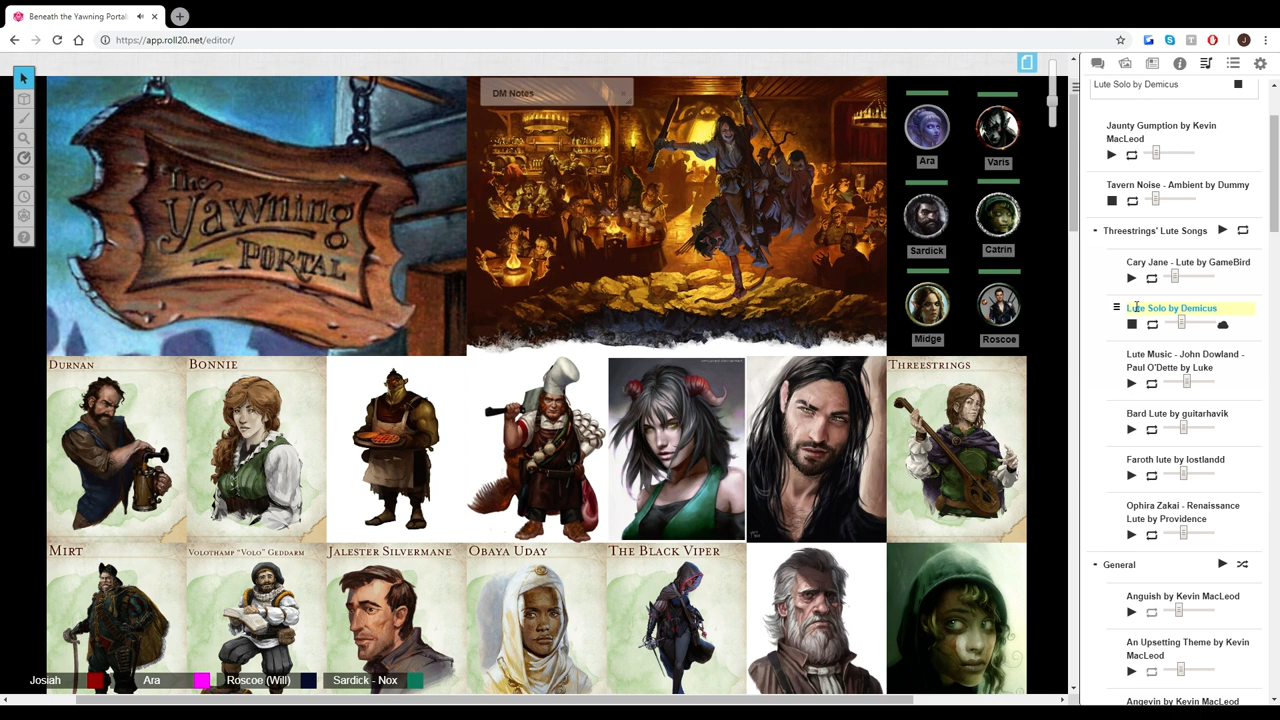 Beneath the Yawning Porta
https://app.roll20.net/editor/
J
The
Yawning
PORTAL
DM Notes
Ara
Varis
Sardick
Catrin
Midge
Roscoe
DURNAN
BONNIE
THREESTRINGS
MIRT
VOLOTHAMP "VOLO" GEDDARM
JALESTER SILVERMANE
OBAYA UDAY
THE BLACK VIPER
Josiah
Ara
Roscoe (Will)
Sardick - Nox
Lute Solo by Demicus
Jaunty Gumption by Kevin
MacLeod
Tavern Noise - Ambient by Dummy
Threestrings' Lute Songs
Cary Jane - Lute by GameBird
Lute Solo by Demicus
Lute Music - John Dowland -
Paul O'Dette by Luke
Bard Lute by guitarhavik
Faroth lute by lostlandd
Ophira Zakai - Renaissance
Lute by Providence
General
Anguish by Kevin MacLeod
An Upsetting Theme by Kevin
MacLeod
Angevin by Kevin MacLeod